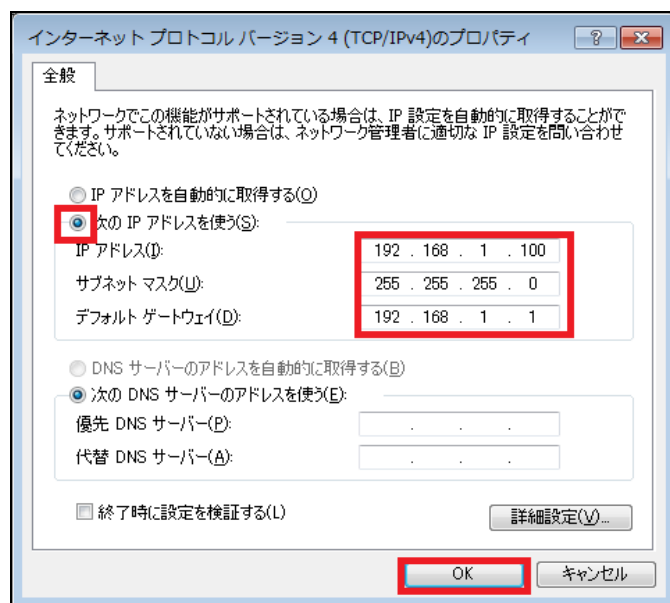 インターネット プロトコル バージョン 4 (TCP/IPv4)のプロパティ
全般
ネットワークでこの機能がサポートされている場合は、IP 設定を自動的に取得することがで
きます。サポートされていない場合は、ネットワーク管理者に適切な IP 設定を問い合わせ
てください。
IP アドレスを自動的に取得する(O)
次の IP アドレスを使う(S):
IP アドレス(I): 192 . 168 . 1 . 100
サブネット マスク(U): 255 . 255 . 255 . 0
デフォルト ゲートウェイ(D): 192 . 168 . 1 . 1
DNS サーバーのアドレスを自動的に取得する(B)
次の DNS サーバーのアドレスを使う(E):
優先 DNS サーバー(P): . . .
代替 DNS サーバー(A): . . .
終了時に設定を検証する(L)
詳細設定(V)...
OK キャンセル